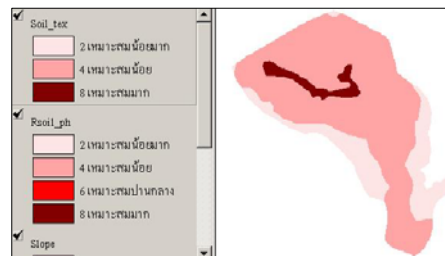 Soil_tex
2 เหมาะสมน้อยมาก
4 เหมาะสมน้อย
8 เหมาะสมมาก
Rsoil_ph
2 เหมาะสมน้อยมาก
4 เหมาะสมน้อย
6 เหมาะสมปานกลาง
8 เหมาะสมมาก
Slope